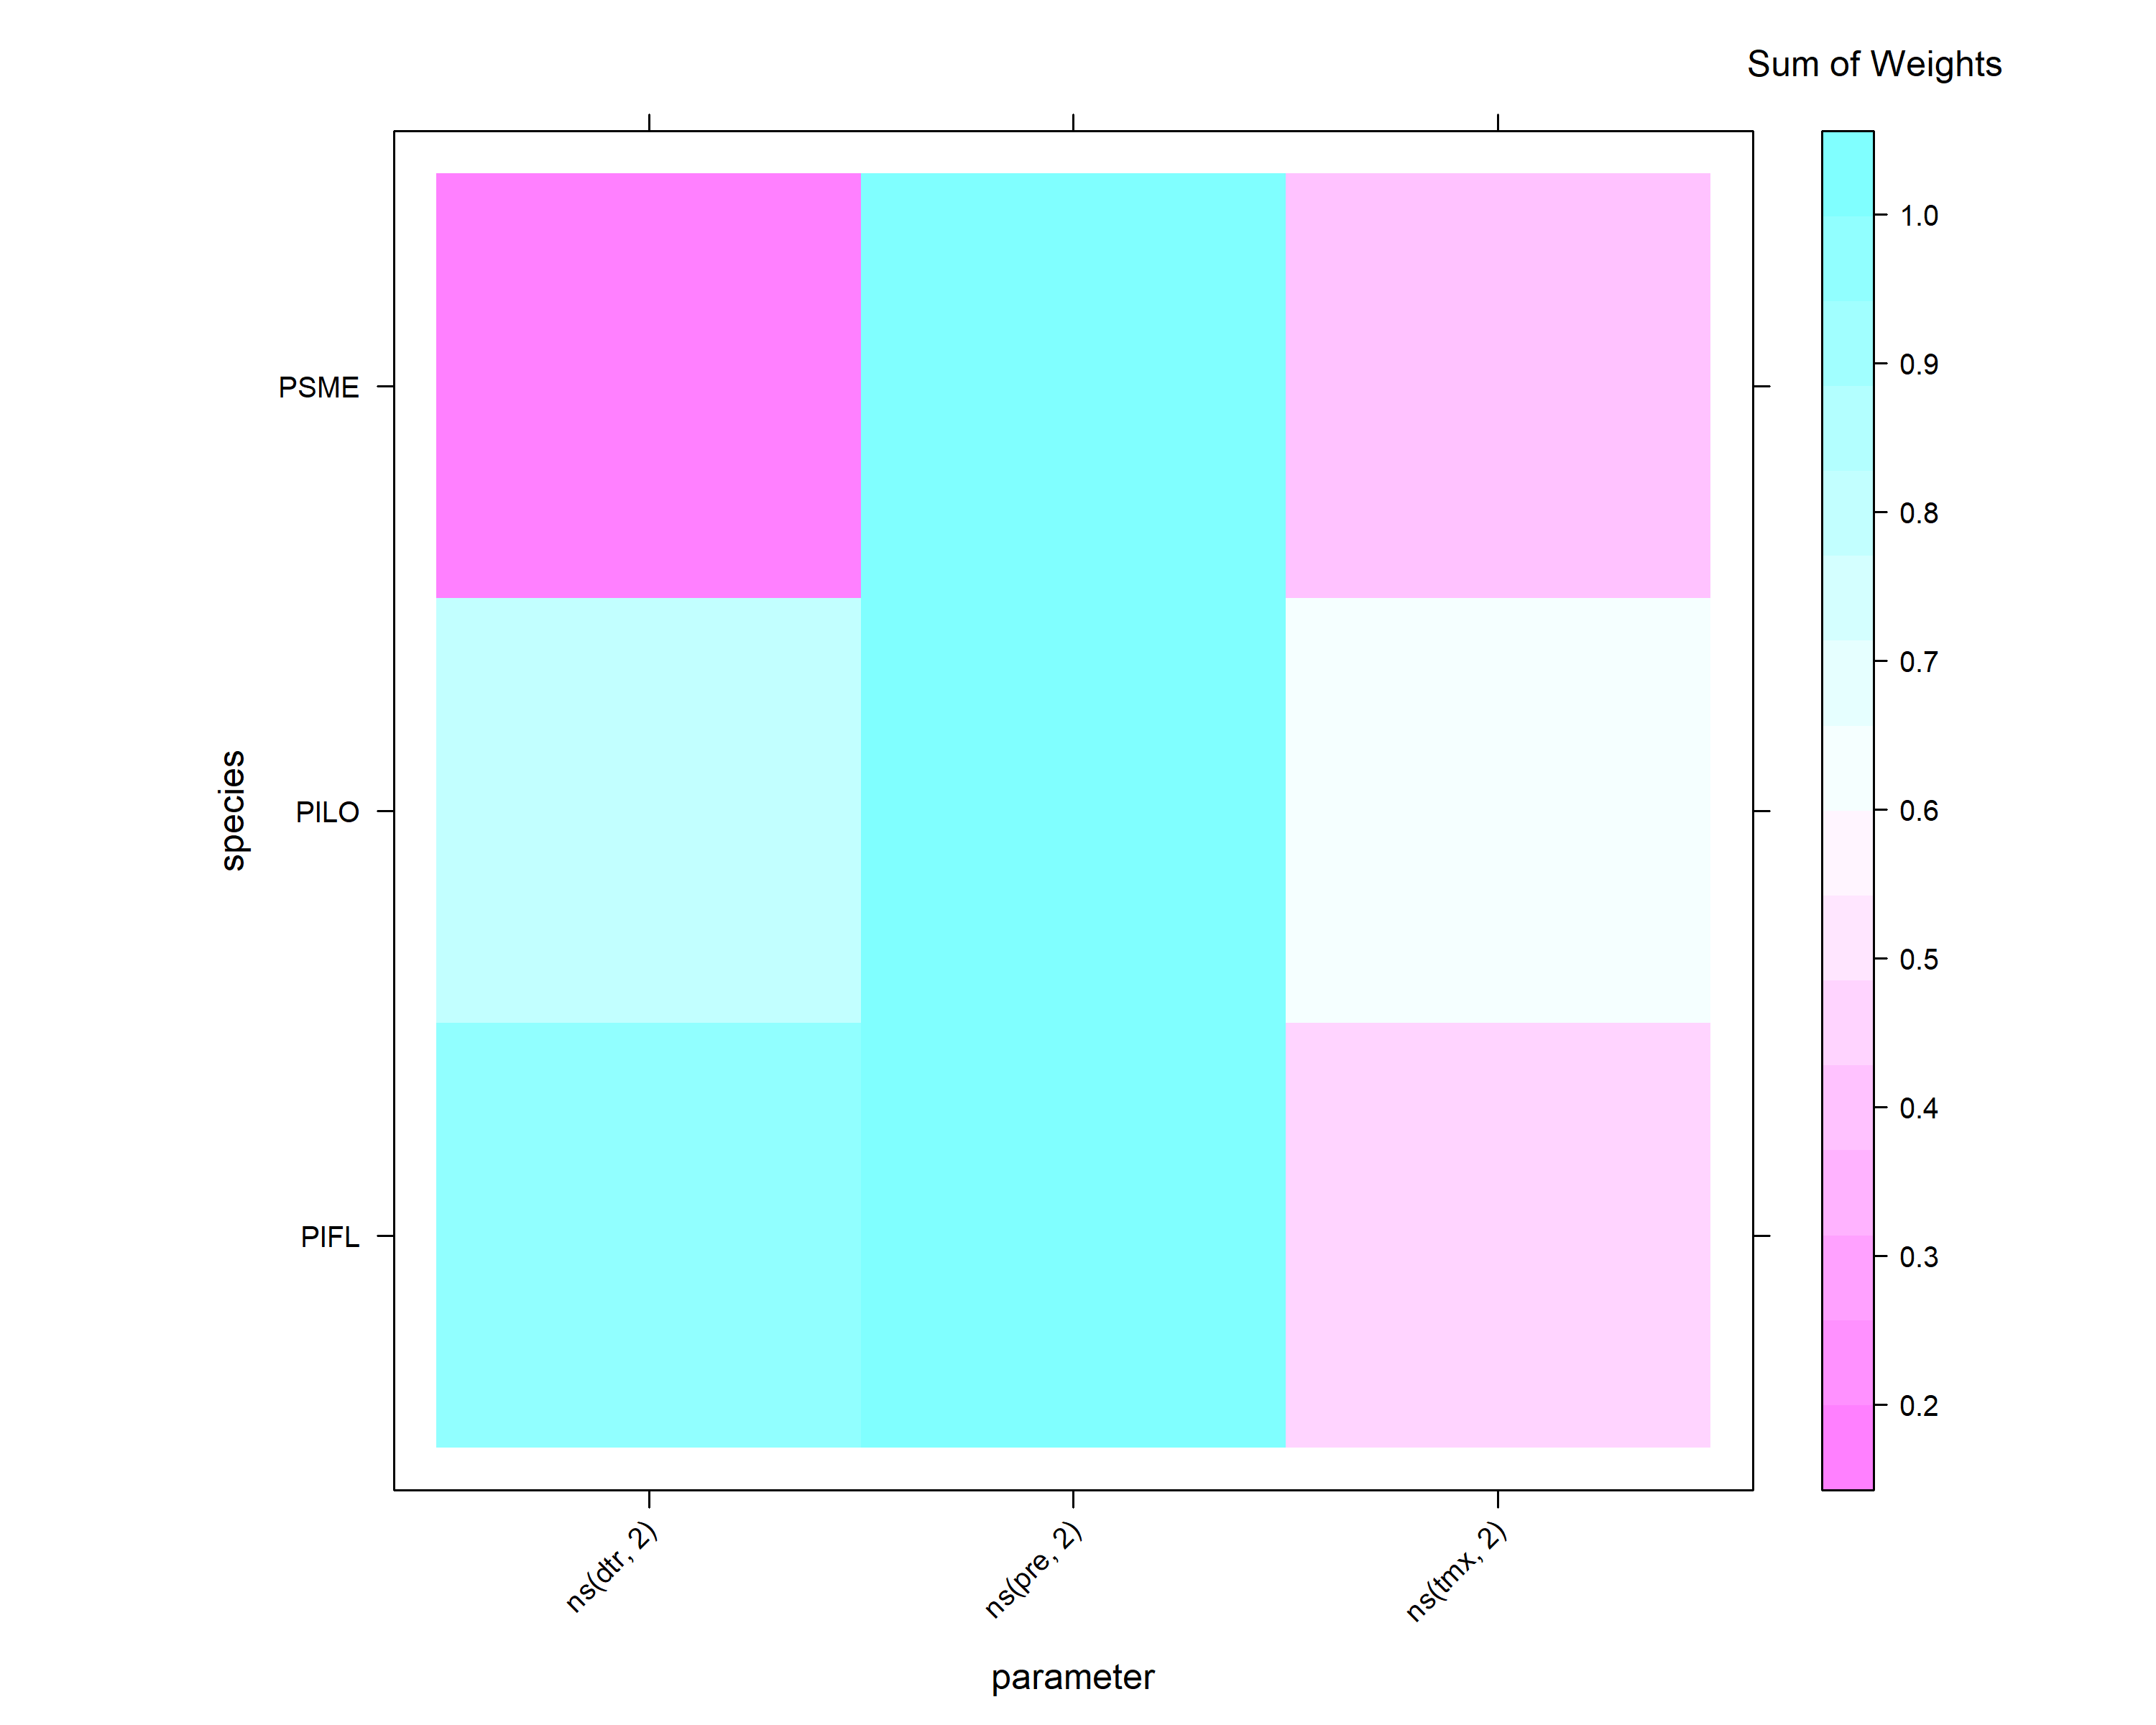 Sum of Weights
1.0
0.9
0.8
0.7
0.6
0.5
0.4
0.3
0.2
species
PSME
PILO
PIFL
ns(dtr, 2)
ns(pre, 2)
ns(tmx, 2)
parameter